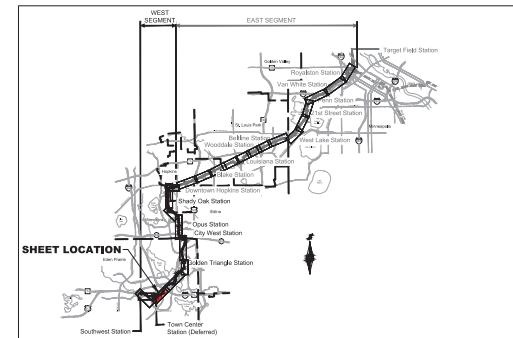 WEST
SEGMENT
EAST SEGMENT
Target Field Station
Golden Valley
Royalston Station
Van White Station
Penn Station
21st Street Station
St. Louis Park
Minneapolis
Beltline Station
Wooddale Station
West Lake Station
Louisiana Station
Blake Station
Hopkins
Downtown Hopkins Station
Shady Oak Station
Edina
Opus Station
City West Station
SHEET LOCATION
Eden Prairie
Golden Triangle Station
Southwest Station
Town Center
Station (Deferred)